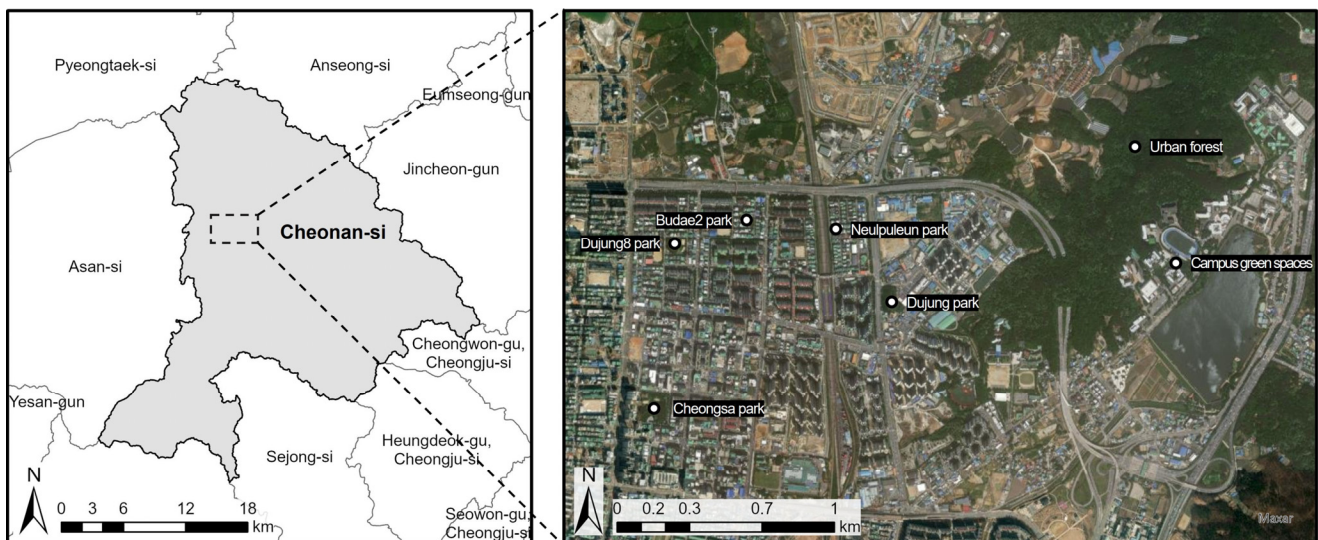 Pyeongtaek-si
Anseong-si
Eumseong-gun
Jincheon-gun
Cheonan-si
Asan-si
Cheongwon-gu,
Cheongju-si
Yesan-gun
Heungdeok-gu,
Cheongju-si
Sejong-si
Seowon-gu,
Cheongju-si
N
0 3 6 12 18
km
Urban forest
Budae2 park
Neulpuleun park
Dujung8 park
Campus green spaces
Dujung park
Cheongsa park
N
0 0.2 0.3 0.7 1
km
Maxar